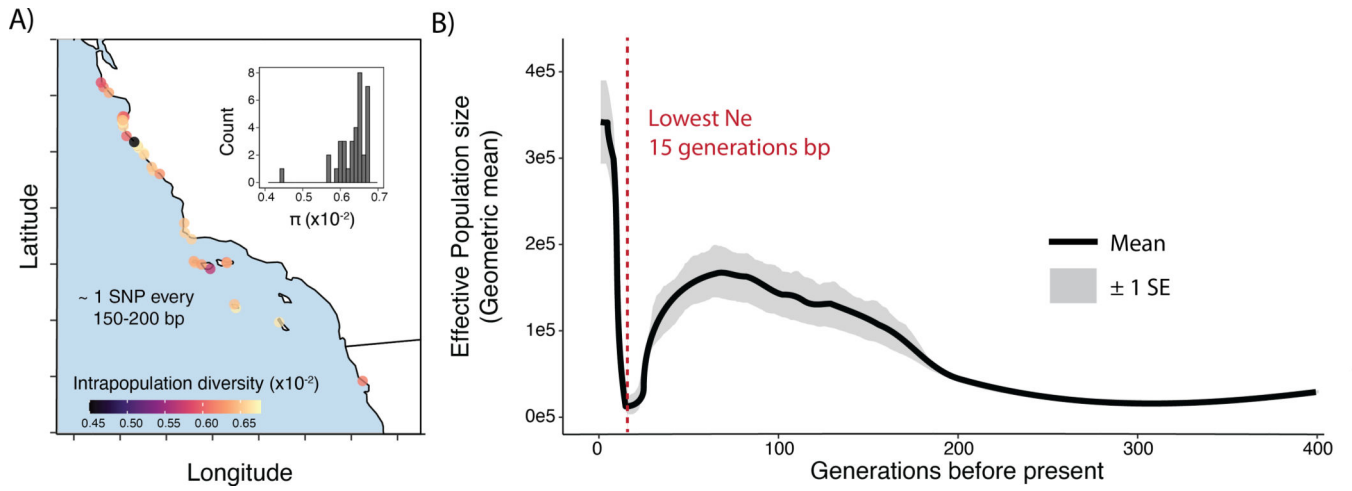 A)
Latitude
Longitude
8
6
4
2
0
Count
0.4 0.5 0.6 0.7
π (x10⁻²)
~ 1 SNP every
150-200 bp
Intrapopulation diversity (x10⁻²)
0.45 0.50 0.55 0.60 0.65
B)
Effective Population size
(Geometric mean)
4e5
3e5
2e5
1e5
0e5
Lowest Ne
15 generations bp
Mean
± 1 SE
0 100 200 300 400
Generations before present